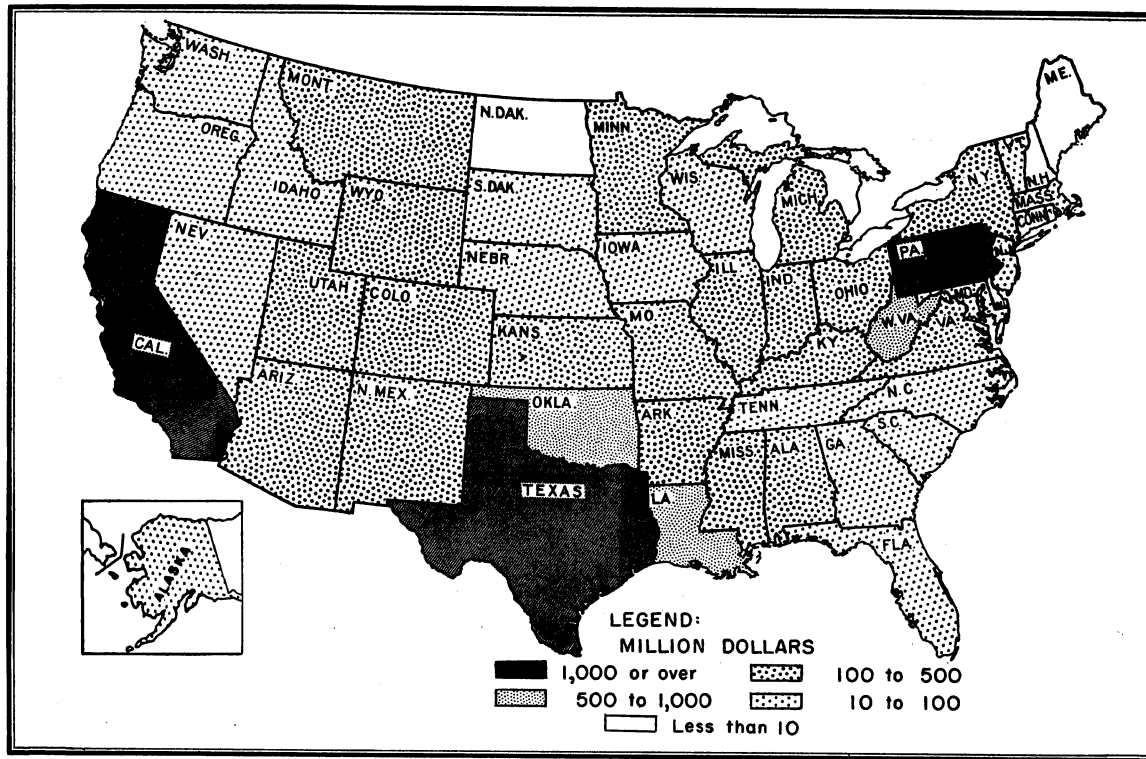 WASH.
MONT.
N.DAK.
MINN.
ME.
OREG.
IDAHO
WYO.
S.DAK.
WIS.
MICH.
N.Y.
VT.
N.H.
MASS.
CONN.
NEV.
UTAH
COLO.
NEBR.
IOWA
ILL.
IND.
OHIO
PA.
N.J.
MD.
W.VA.
VA.
CAL.
KANS.
MO.
KY.
ARIZ.
N.MEX.
OKLA.
ARK.
TENN.
N.C.
S.C.
TEXAS
LA.
MISS.
ALA.
GA.
FLA.
ALASKA
LEGEND:
MILLION DOLLARS
1,000 or over
100 to 500
500 to 1,000
10 to 100
Less than 10